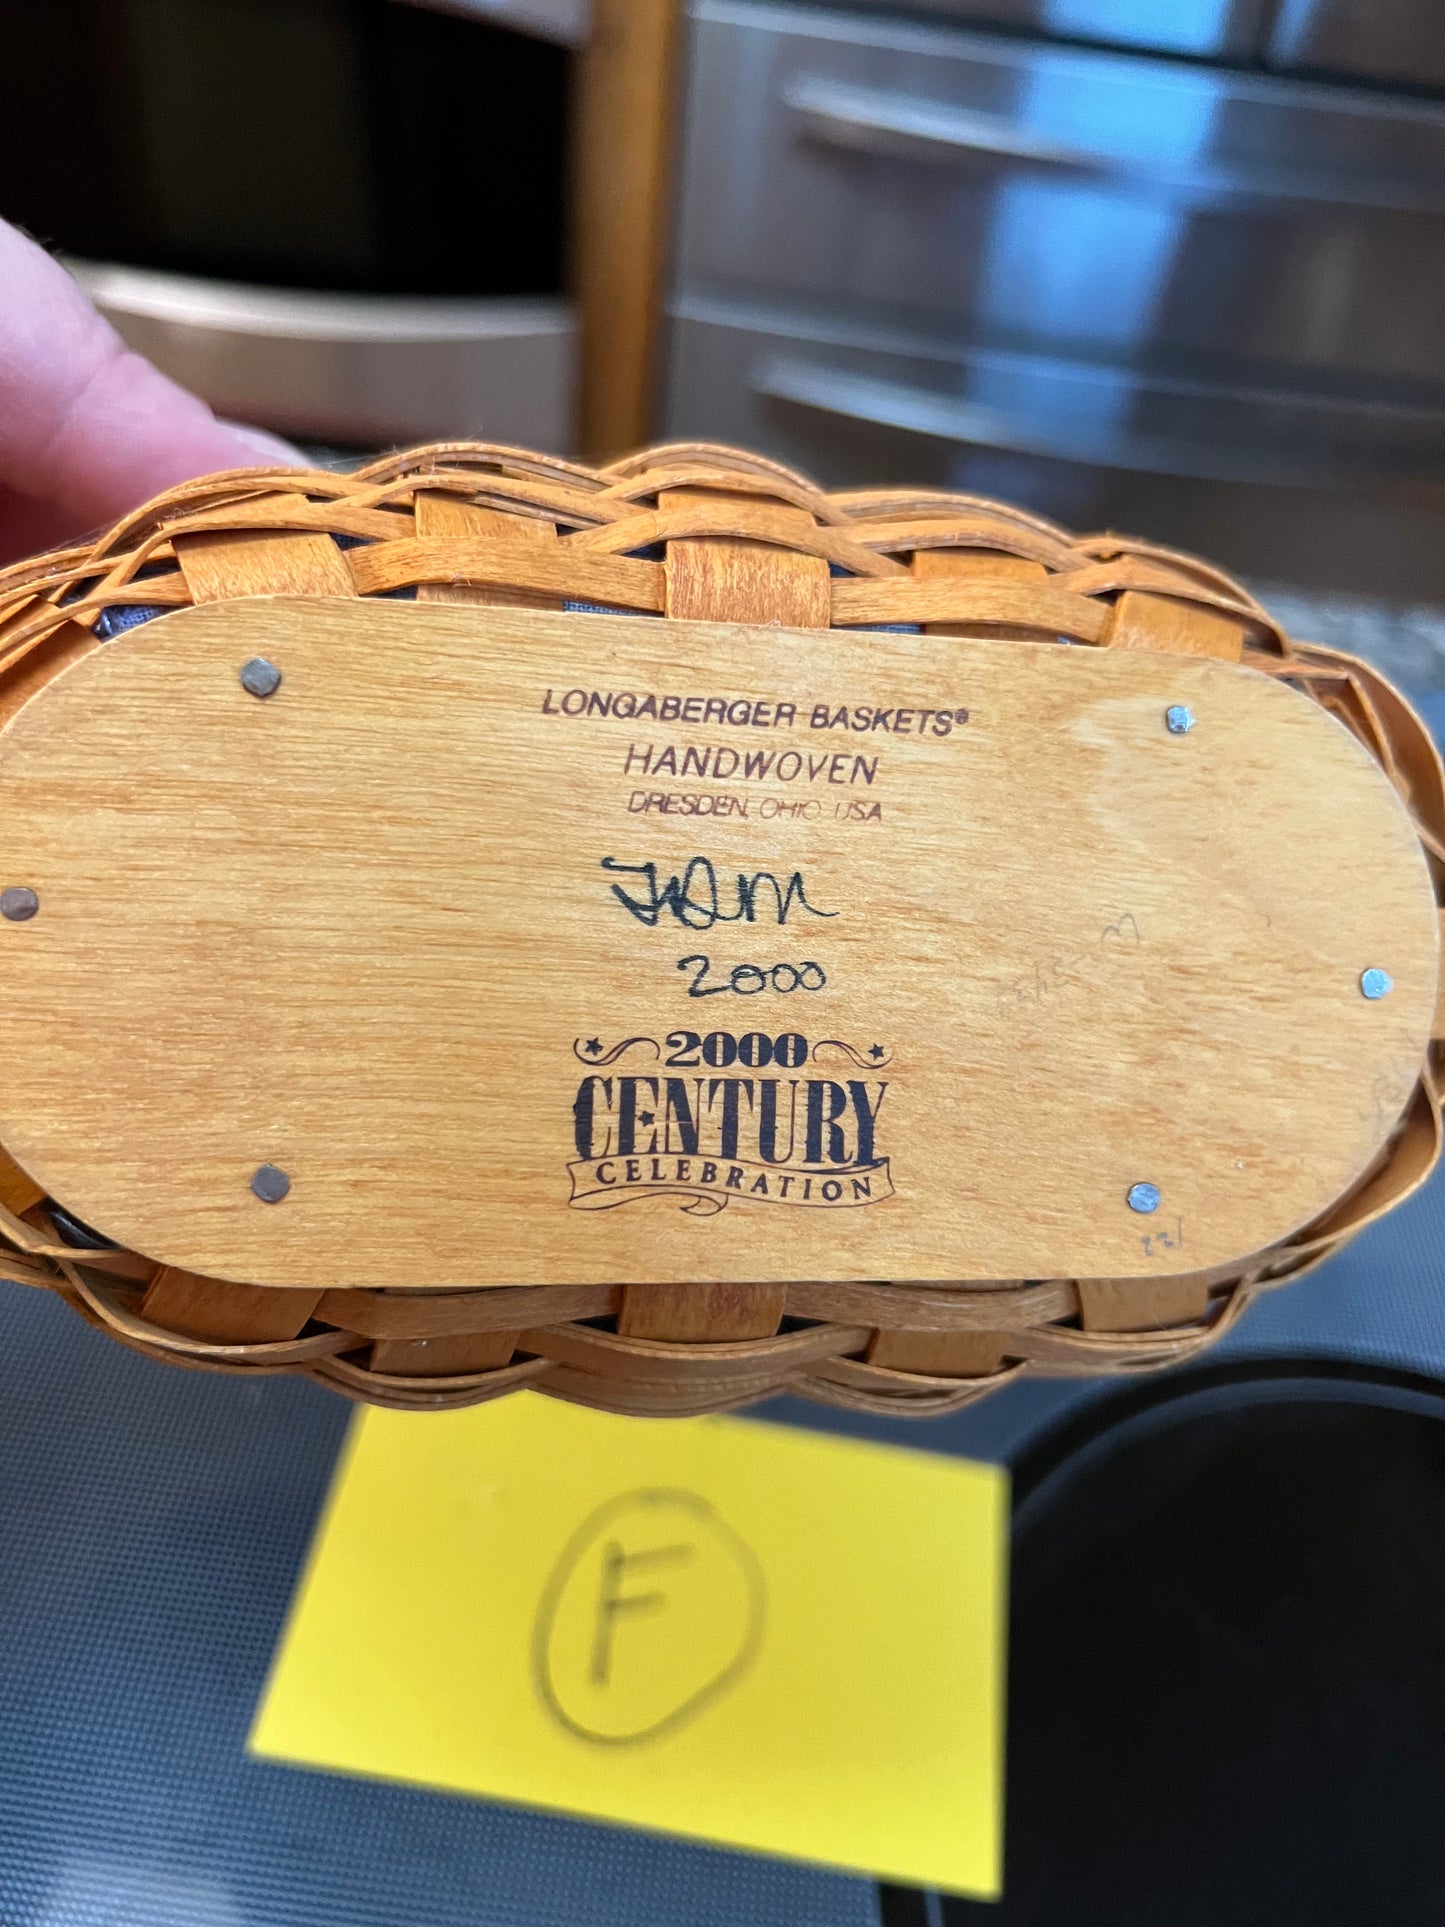 LONGABERGER BASKETS®
HANDWOVEN
DRESDEN, OHIO USA
2000
2000
CENTURY
CELEBRATION
F